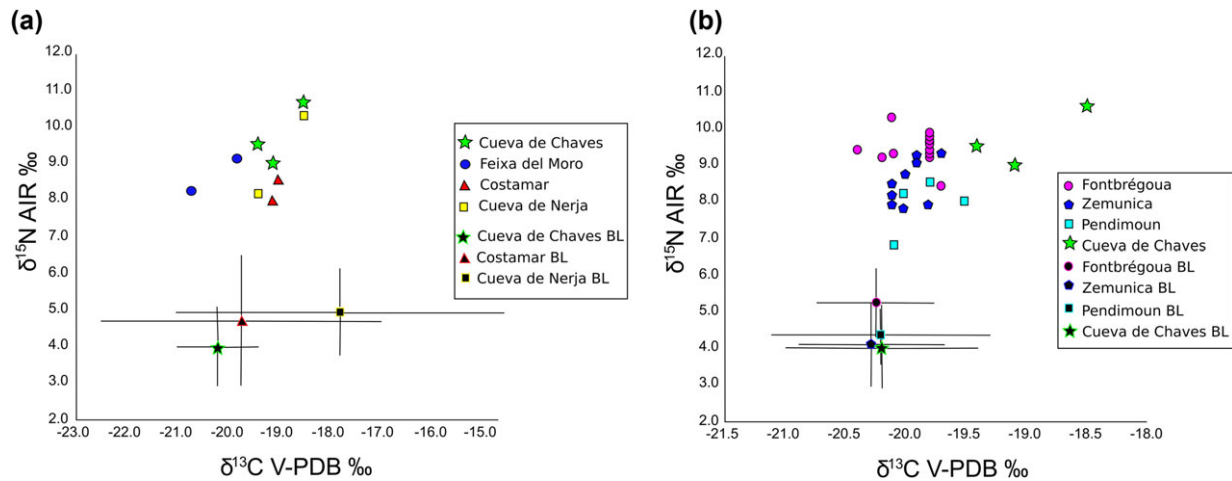 (a)
12.0
11.0
10.0
9.0
8.0
7.0
6.0
5.0
4.0
3.0
2.0
δ¹⁵N AIR ‰
-23.0 -22.0 -21.0 -20.0 -19.0 -18.0 -17.0 -16.0 -15.0
δ¹³C V-PDB ‰
Cueva de Chaves
Feixa del Moro
Costamar
Cueva de Nerja
Cueva de Chaves BL
Costamar BL
Cueva de Nerja BL
(b)
12.0
11.0
10.0
9.0
8.0
7.0
6.0
5.0
4.0
3.0
2.0
δ¹⁵N AIR ‰
-21.5 -21.0 -20.5 -20.0 -19.5 -19.0 -18.5 -18.0
δ¹³C V-PDB ‰
Fontbrégoua
Zemunica
Pendimoun
Cueva de Chaves
Fontbrégoua BL
Zemunica BL
Pendimoun BL
Cueva de Chaves BL